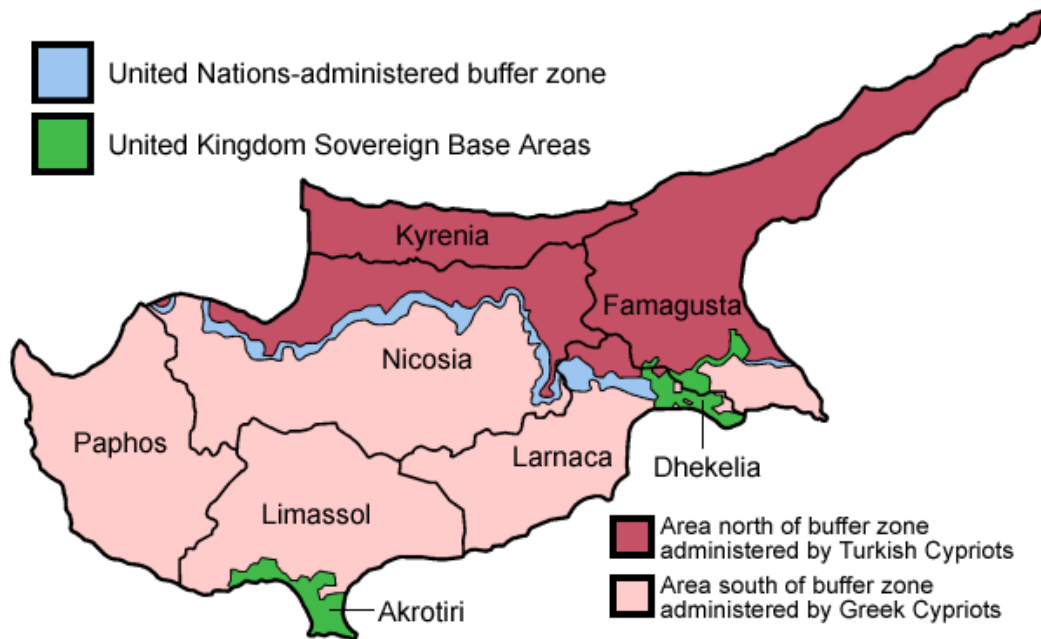 United Nations-administered buffer zone
United Kingdom Sovereign Base Areas
Kyrenia
Famagusta
Nicosia
Paphos
Larnaca
Dhekelia
Limassol
Akrotiri
Area north of buffer zone
administered by Turkish Cypriots
Area south of buffer zone
administered by Greek Cypriots